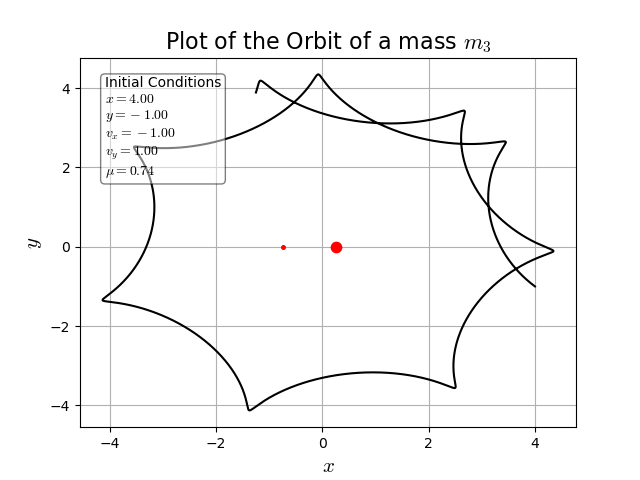 Plot of the Orbit of a mass m₃
Initial Conditions
x = 4.00
y = −1.00
vₓ = −1.00
v_y = 1.00
μ = 0.74
4
2
0
−2
−4
y
−4 −2 0 2 4
x